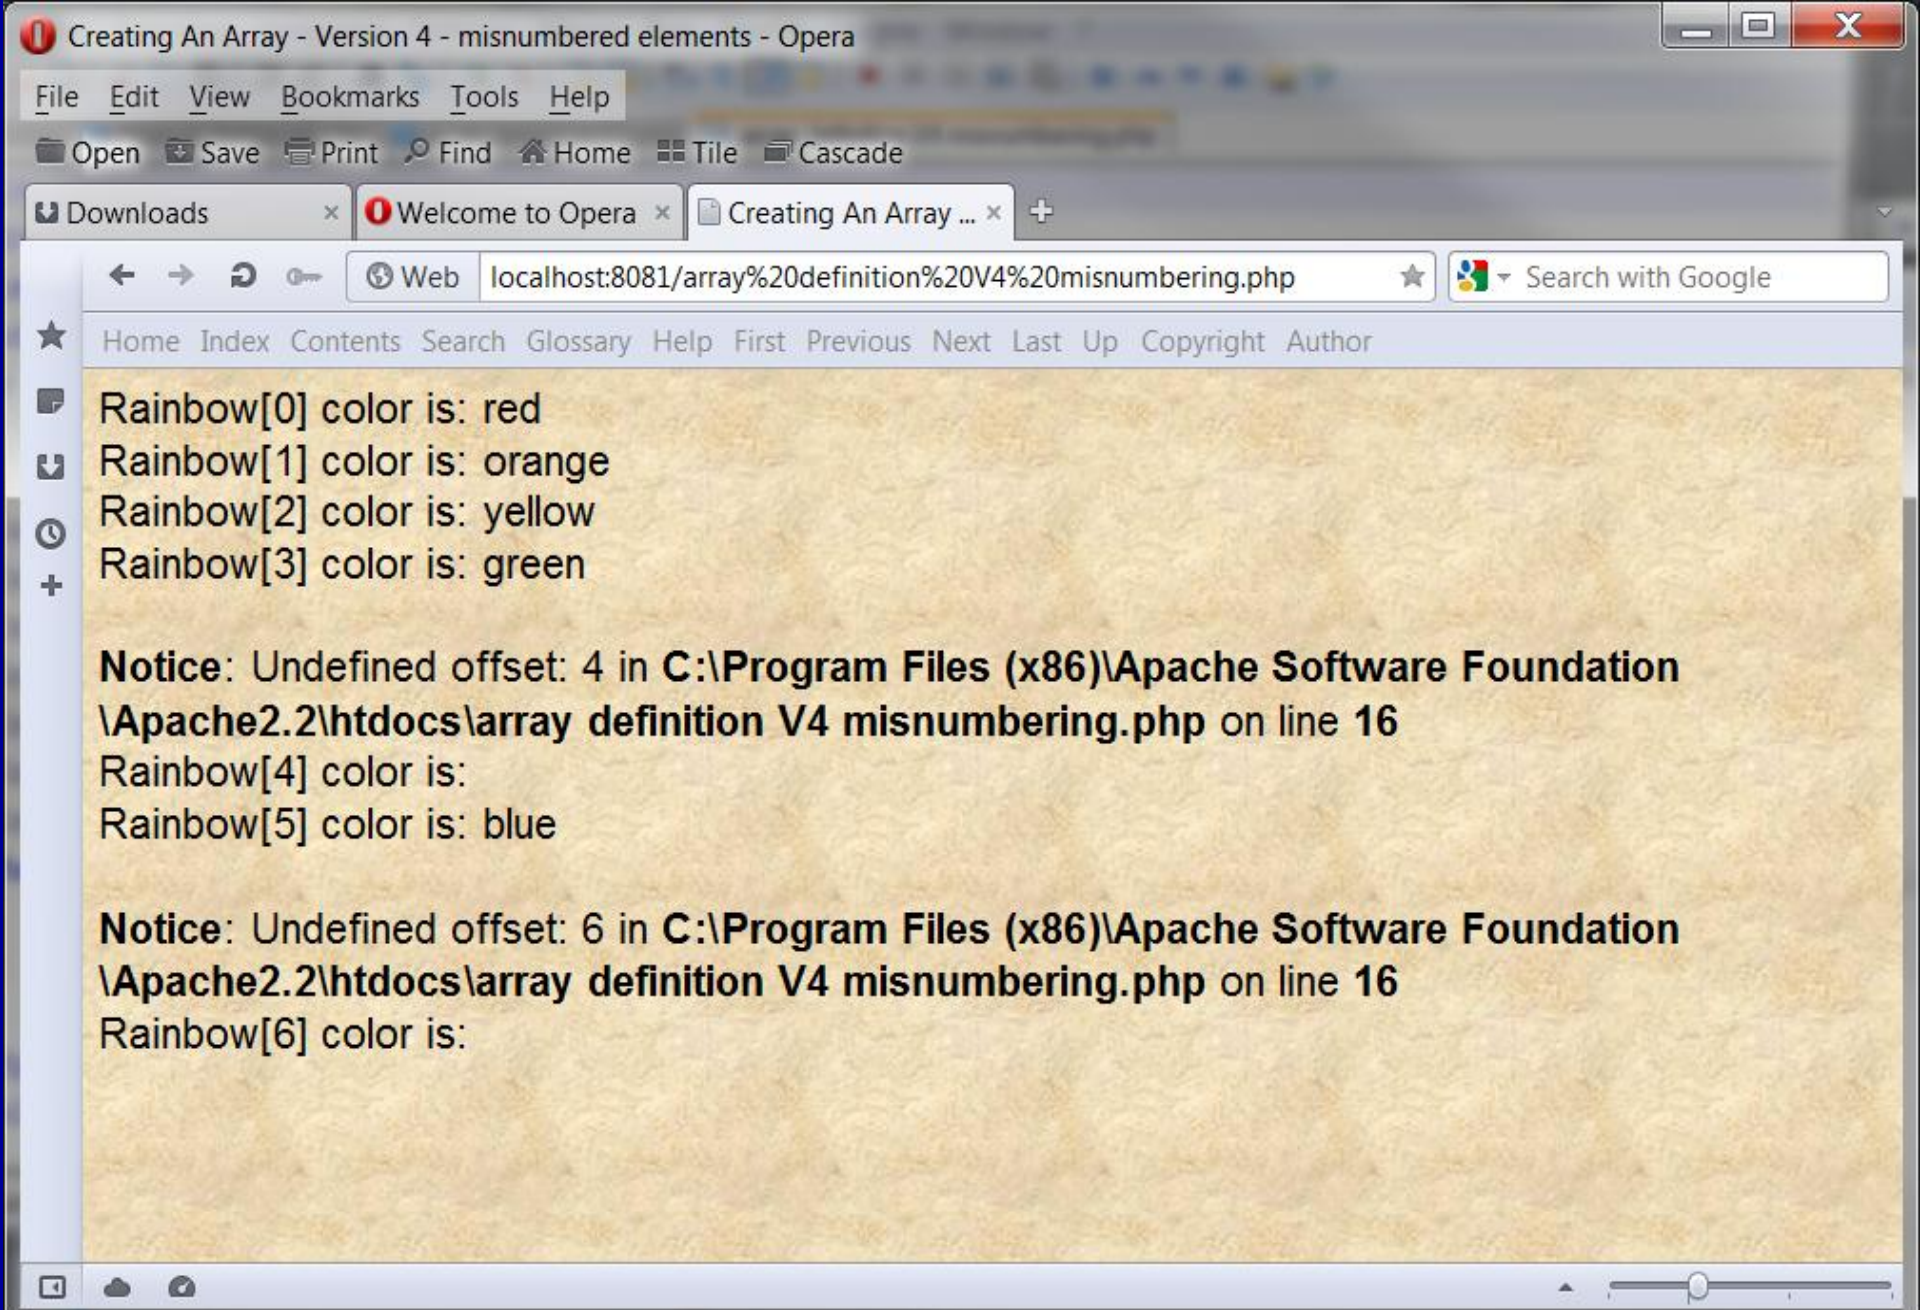 Creating An Array - Version 4 - misnumbered elements - Opera
File Edit View Bookmarks Tools Help
Open Save Print Find Home Tile Cascade
Downloads Welcome to Opera Creating An Array ...
Web localhost:8081/array%20definition%20V4%20misnumbering.php Search with Google
Home Index Contents Search Glossary Help First Previous Next Last Up Copyright Author
Rainbow[0] color is: red
Rainbow[1] color is: orange
Rainbow[2] color is: yellow
Rainbow[3] color is: green
Notice: Undefined offset: 4 in C:\Program Files (x86)\Apache Software Foundation
\Apache2.2\htdocs\array definition V4 misnumbering.php on line 16
Rainbow[4] color is:
Rainbow[5] color is: blue
Notice: Undefined offset: 6 in C:\Program Files (x86)\Apache Software Foundation
\Apache2.2\htdocs\array definition V4 misnumbering.php on line 16
Rainbow[6] color is: